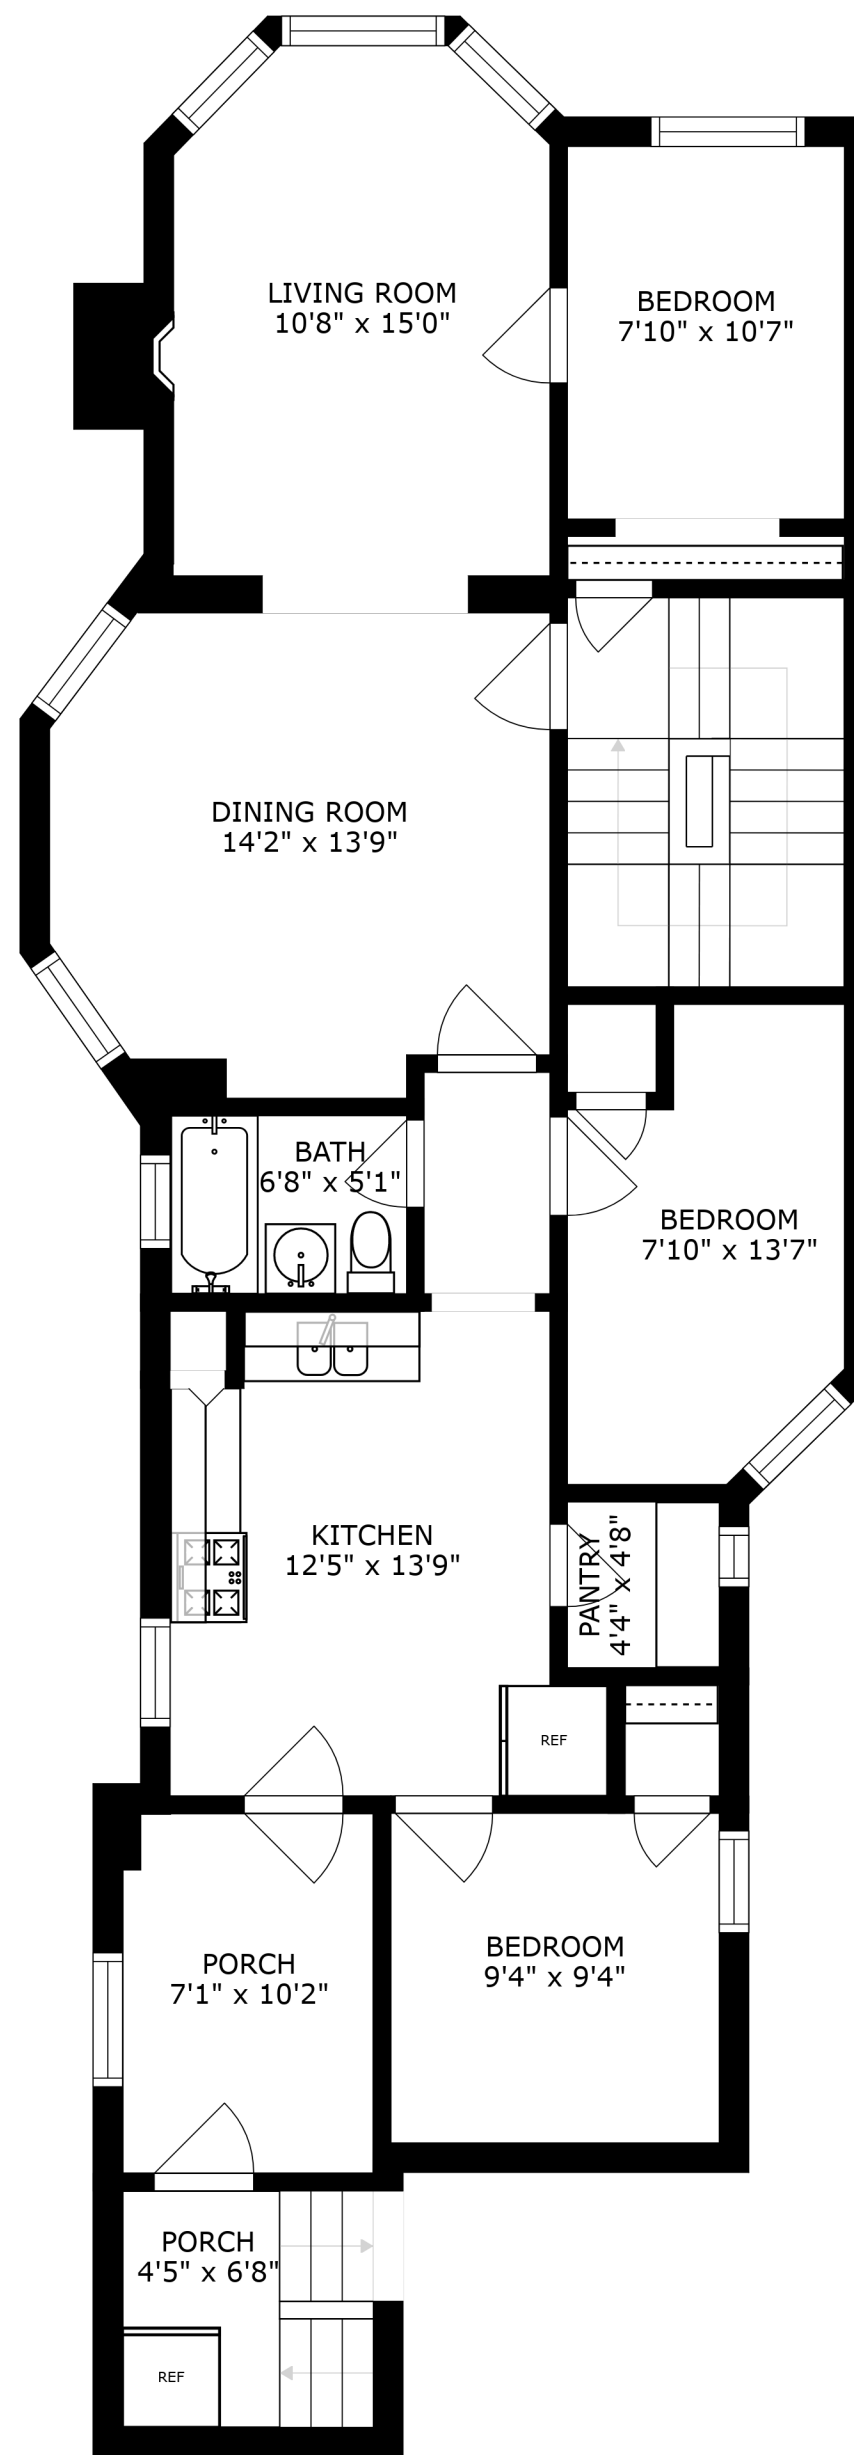 LIVING ROOM
10'8" x 15'0"
BEDROOM
7'10" x 10'7"
DINING ROOM
14'2" x 13'9"
BATH
6'8" x 5'1"
BEDROOM
7'10" x 13'7"
KITCHEN
12'5" x 13'9"
PANTRY
4'4" x 4'8"
REF
BEDROOM
9'4" x 9'4"
PORCH
7'1" x 10'2"
PORCH
4'5" x 6'8"
REF